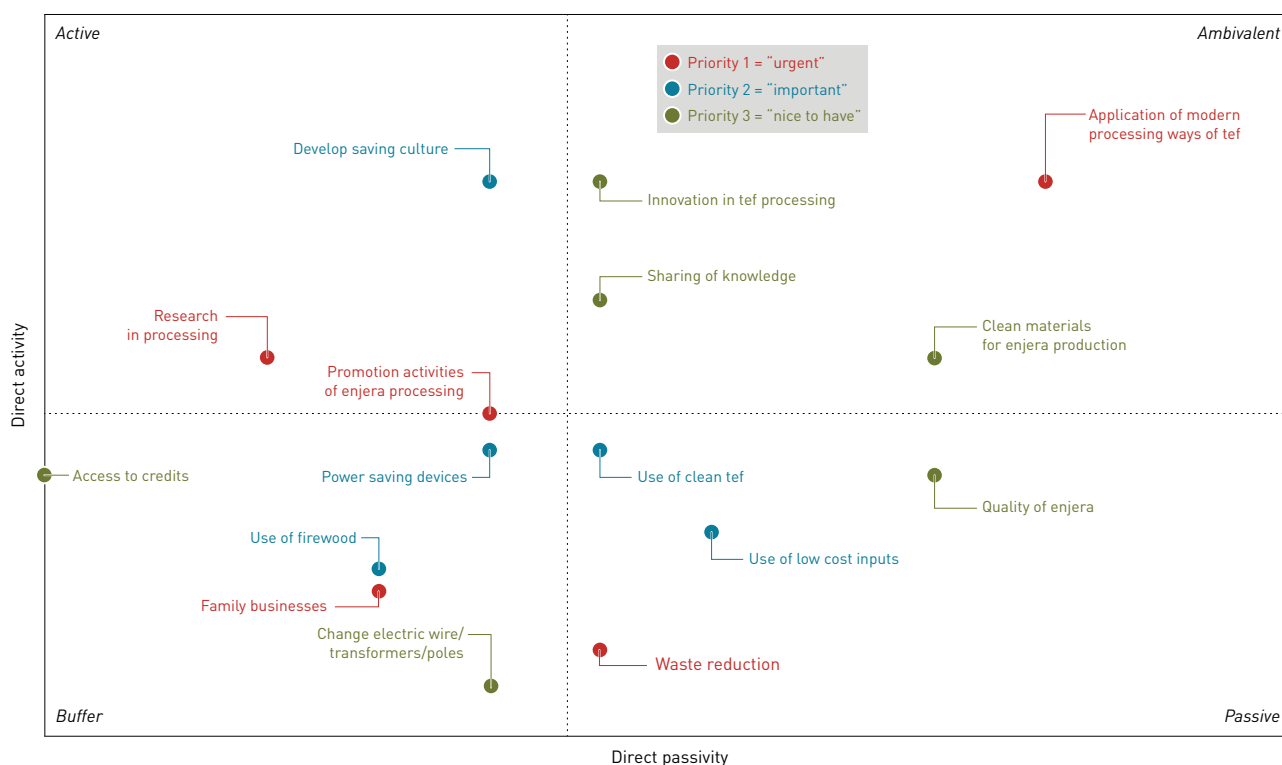 Active
Ambivalent
Priority 1 = "urgent"
Priority 2 = "important"
Priority 3 = "nice to have"
Application of modern
processing ways of tef
Develop saving culture
Innovation in tef processing
Sharing of knowledge
Research
in processing
Clean materials
for enjera production
Promotion activities
of enjera processing
Direct activity
Access to credits
Power saving devices
Use of clean tef
Quality of enjera
Use of firewood
Use of low cost inputs
Family businesses
Change electric wire/
transformers/poles
Waste reduction
Buffer
Passive
Direct passivity